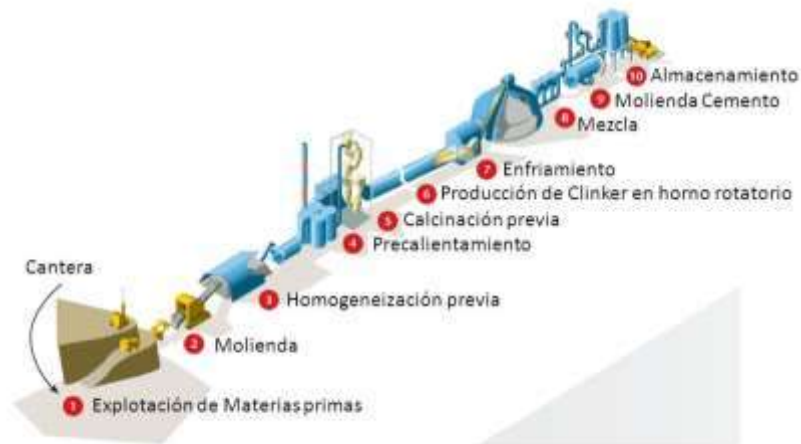 10 Almacenamiento
9 Molienda Cemento
8 Mezcla
7 Enfriamiento
6 Producción de Clinker en horno rotatorio
5 Calcinación previa
4 Precalientamiento
Cantera
3 Homogeneización previa
2 Molienda
1 Explotación de Materias primas